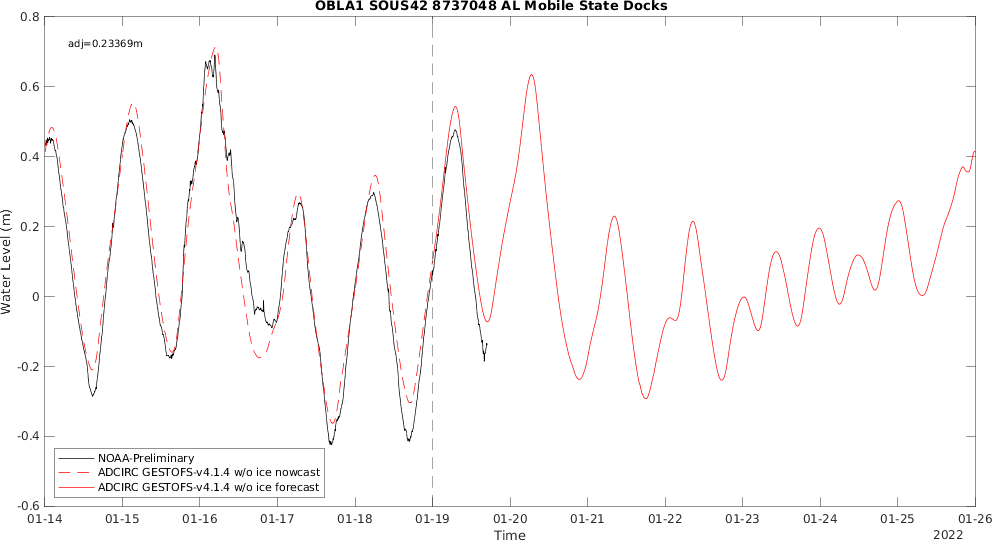 OBLA1 SOUS42 8737048 AL Mobile State Docks
adj=0.23369m
0.8
0.6
0.4
0.2
0
-0.2
-0.4
-0.6
Water Level (m)
NOAA-Preliminary
ADCIRC GESTOFS-v4.1.4 w/o ice nowcast
ADCIRC GESTOFS-v4.1.4 w/o ice forecast
01-14 01-15 01-16 01-17 01-18 01-19 01-20 01-21 01-22 01-23 01-24 01-25 01-26
Time
2022